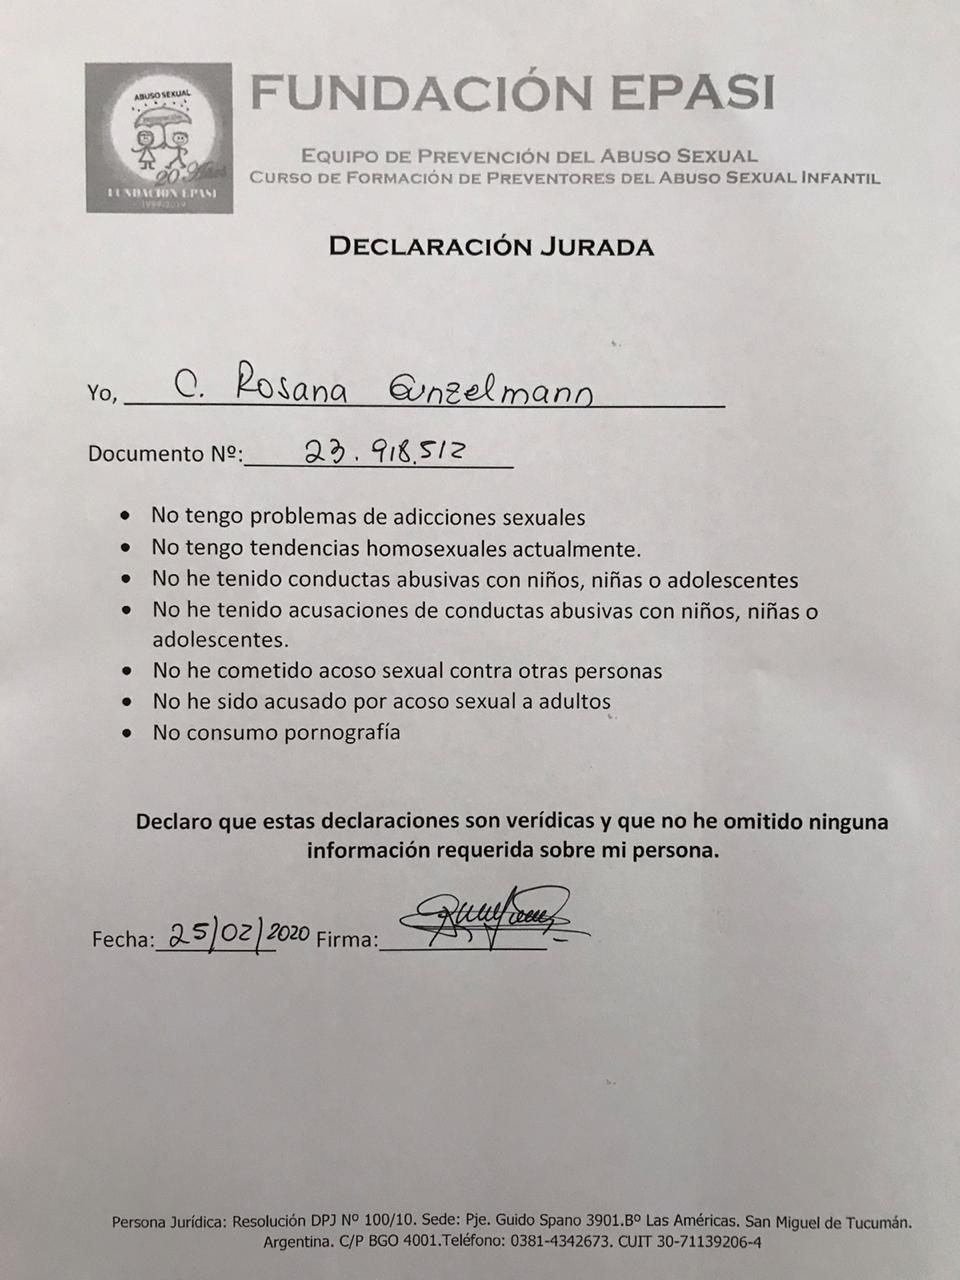 ABUSO SEXUAL
PREVENCIÓN
20 Años
FUNDACIÓN EPASI
1999-2019
FUNDACIÓN EPASI
EQUIPO DE PREVENCIÓN DEL ABUSO SEXUAL
CURSO DE FORMACIÓN DE PREVENTORES DEL ABUSO SEXUAL INFANTIL
DECLARACIÓN JURADA
Yo, C. Rosana Gunzelmann
Documento Nº: 23.918.512
• No tengo problemas de adicciones sexuales
• No tengo tendencias homosexuales actualmente.
• No he tenido conductas abusivas con niños, niñas o adolescentes
• No he tenido acusaciones de conductas abusivas con niños, niñas o
adolescentes.
• No he cometido acoso sexual contra otras personas
• No he sido acusado por acoso sexual a adultos
• No consumo pornografía
Declaro que estas declaraciones son verídicas y que no he omitido ninguna
información requerida sobre mi persona.
Fecha: 25/02/2020 Firma:
Persona Jurídica: Resolución DPJ Nº 100/10. Sede: Pje. Guido Spano 3901.Bº Las Américas. San Miguel de Tucumán.
Argentina. C/P BGO 4001.Teléfono: 0381-4342673. CUIT 30-71139206-4